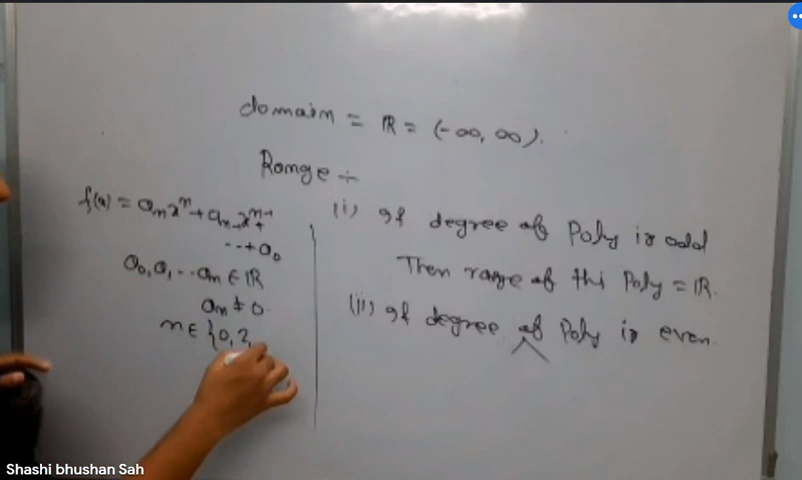 domain = ℝ = (-∞, ∞).
Range ÷
f(x) = aₙxⁿ + aₙ₋₁xⁿ⁻¹ + --- + a₀
a₀, a₁ --- aₙ ∈ ℝ
aₙ ≠ 0.
n ∈ {0, 2,
(i) If degree of Poly is odd
Then range of this Poly = ℝ.
(ii) If degree of Poly is even.
Shashi bhushan Sah